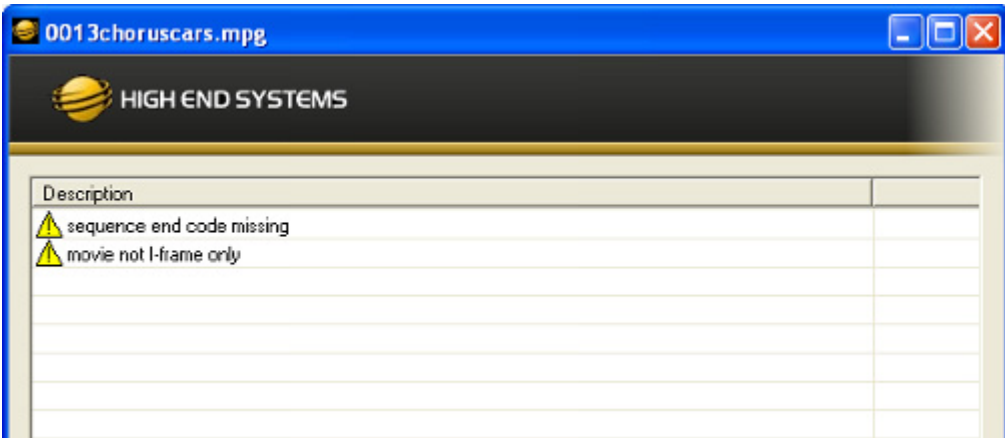 0013choruscars.mpg
HIGH END SYSTEMS
Description
sequence end code missing
movie not I-frame only